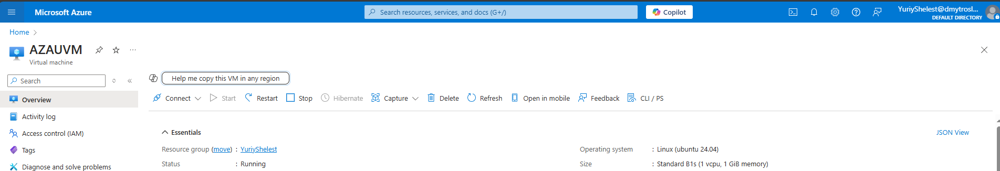 Microsoft Azure
Search resources, services, and docs (G+/)
Copilot
YuriyShelest@dmytrosl...
DEFAULT DIRECTORY
Home
AZAUVM
Virtual machine
Search
Help me copy this VM in any region
Connect Start Restart Stop Hibernate Capture Delete Refresh Open in mobile Feedback CLI / PS
Overview
Activity log
Access control (IAM)
Tags
Diagnose and solve problems
Essentials
JSON View
Resource group (move) : YuriyShelest
Operating system : Linux (ubuntu 24.04)
Status : Running
Size : Standard B1s (1 vcpu, 1 GiB memory)